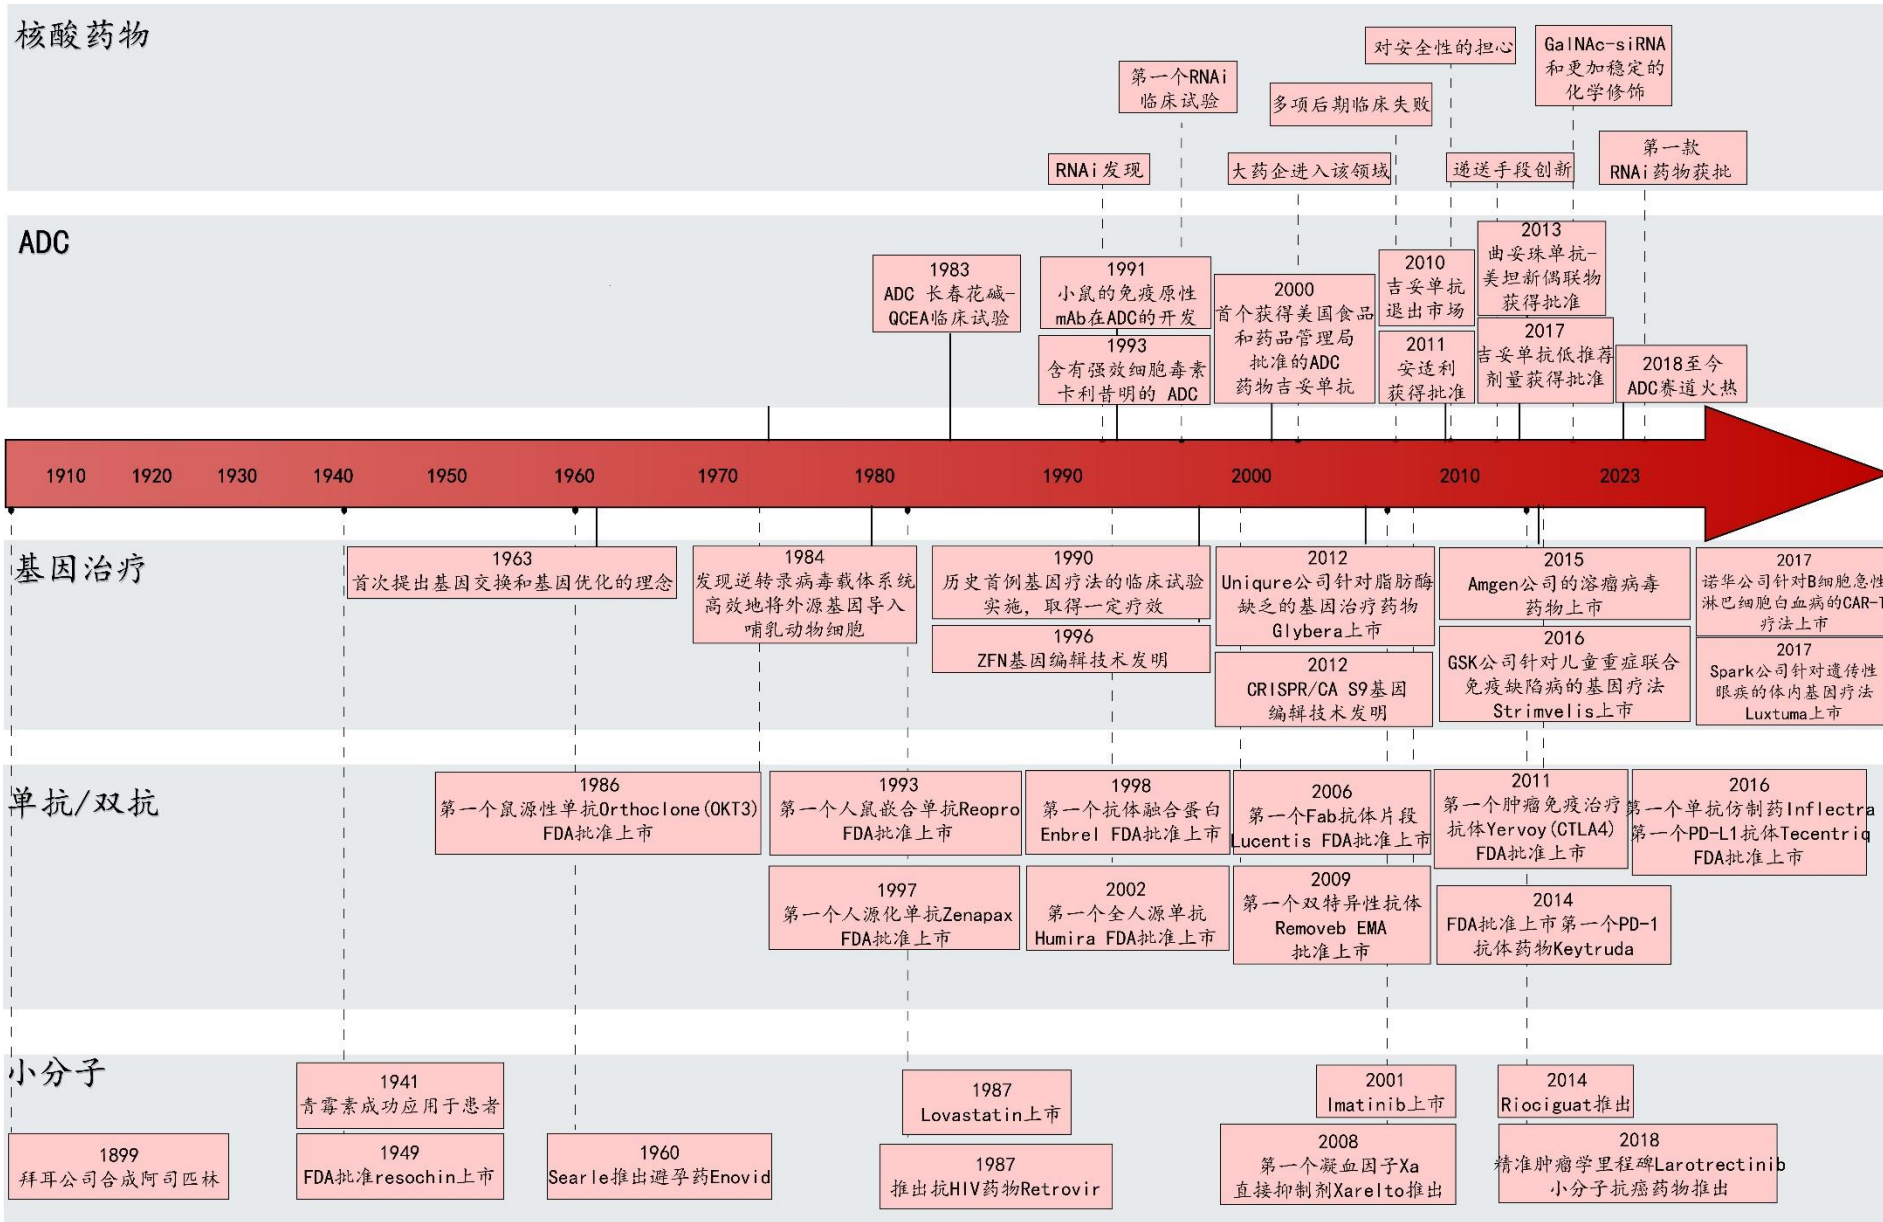 核酸药物
对安全性的担心
GalNAc-siRNA
和更加稳定的
化学修饰
第一个RNAi
临床试验
多项后期临床失败
第一款
RNAi药物获批
RNAi发现
大药企进入该领域
递送手段创新
ADC
1983
ADC 长春花碱-
QCEA临床试验
1991
小鼠的免疫原性
mAb在ADC的开发
1993
含有强效细胞毒素
卡利昔明的 ADC
2000
首个获得美国食品
和药品管理局
批准的ADC
药物吉妥单抗
2010
吉妥单抗
退出市场
2011
安适利
获得批准
2013
曲妥珠单抗-
美坦新偶联物
获得批准
2017
吉妥单抗低推荐
剂量获得批准
2018至今
ADC赛道火热
1910 1920 1930 1940 1950 1960 1970 1980 1990 2000 2010 2023
基因治疗
1963
首次提出基因交换和基因优化的理念
1984
发现逆转录病毒载体系统
高效地将外源基因导入
哺乳动物细胞
1990
历史首例基因疗法的临床试验
实施，取得一定疗效
1996
ZFN基因编辑技术发明
2012
Uniqure公司针对脂肪酶
缺乏的基因治疗药物
Glybera上市
2012
CRISPR/CA S9基因
编辑技术发明
2015
Amgen公司的溶瘤病毒
药物上市
2016
GSK公司针对儿童重症联合
免疫缺陷病的基因疗法
Strimvelis上市
2017
诺华公司针对B细胞急性
淋巴细胞白血病的CAR-T
疗法上市
2017
Spark公司针对遗传性
眼疾的体内基因疗法
Luxtuma上市
单抗/双抗
1986
第一个鼠源性单抗Orthoclone(OKT3)
FDA批准上市
1993
第一个人鼠嵌合单抗Reopro
FDA批准上市
1997
第一个人源化单抗Zenapax
FDA批准上市
1998
第一个抗体融合蛋白
Enbrel FDA批准上市
2002
第一个全人源单抗
Humira FDA批准上市
2006
第一个Fab抗体片段
Lucentis FDA批准上市
2009
第一个双特异性抗体
Removeb EMA
批准上市
2011
第一个肿瘤免疫治疗
抗体Yervoy(CTLA4)
FDA批准上市
2014
FDA批准上市第一个PD-1
抗体药物Keytruda
2016
第一个单抗仿制药Inflectra
第一个PD-L1抗体Tecentriq
FDA批准上市
小分子
1899
拜耳公司合成阿司匹林
1941
青霉素成功应用于患者
1949
FDA批准resochin上市
1960
Searle推出避孕药Enovid
1987
Lovastatin上市
1987
推出抗HIV药物Retrovir
2001
Imatinib上市
2008
第一个凝血因子Xa
直接抑制剂Xarelto推出
2014
Riociguat推出
2018
精准肿瘤学里程碑Larotrectinib
小分子抗癌药物推出